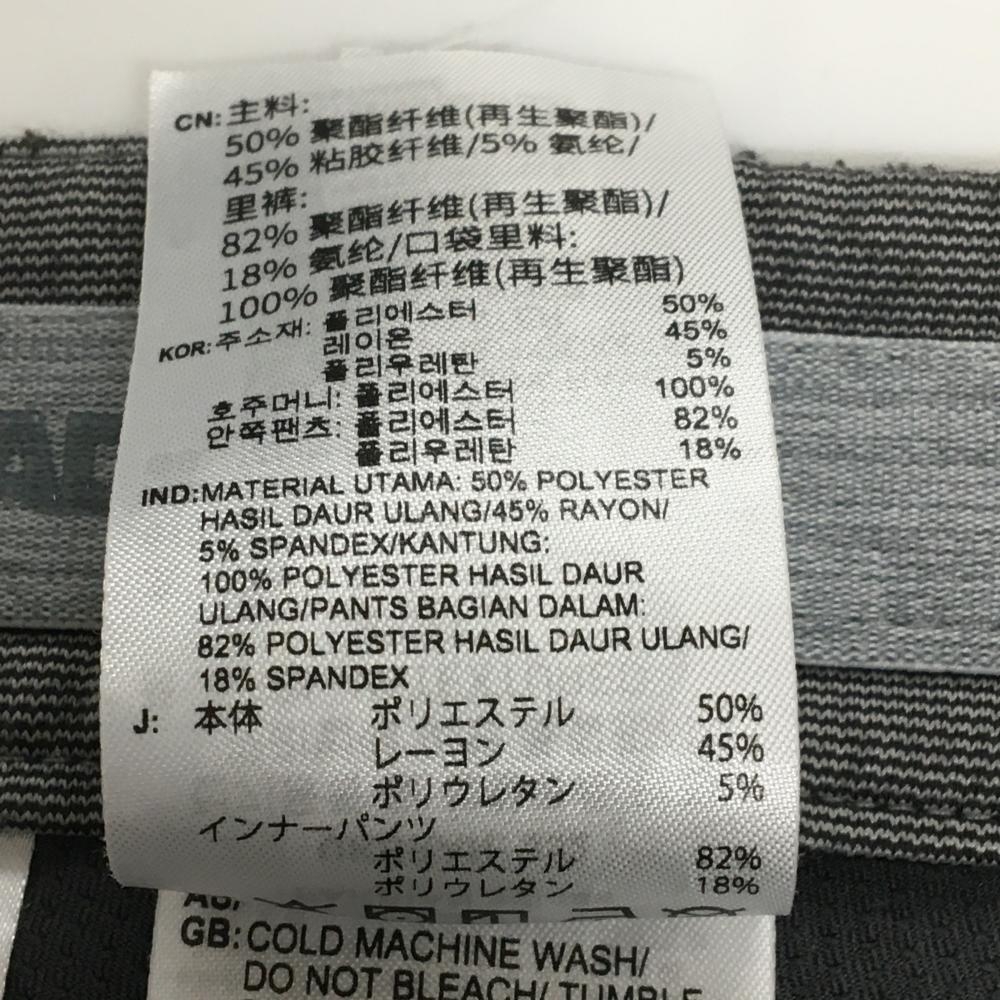 CN: 主料:
50% 聚酯纤维(再生聚酯)/
45% 粘胶纤维/5% 氨纶/
里裤:
82% 聚酯纤维(再生聚酯)/
18% 氨纶/口袋里料:
100% 聚酯纤维(再生聚酯)
KOR: 주소재: 폴리에스터 50%
레이온 45%
폴리우레탄 5%
호주머니: 폴리에스터 100%
안쪽팬츠: 폴리에스터 82%
폴리우레탄 18%
IND:MATERIAL UTAMA: 50% POLYESTER
HASIL DAUR ULANG/45% RAYON/
5% SPANDEX/KANTUNG:
100% POLYESTER HASIL DAUR
ULANG/PANTS BAGIAN DALAM:
82% POLYESTER HASIL DAUR ULANG/
18% SPANDEX
J: 本体 ポリエステル 50%
レーヨン 45%
ポリウレタン 5%
インナーパンツ
ポリエステル 82%
ポリウレタン 18%
GB: COLD MACHINE WASH/
DO NOT BLEACH/ TUMBLE